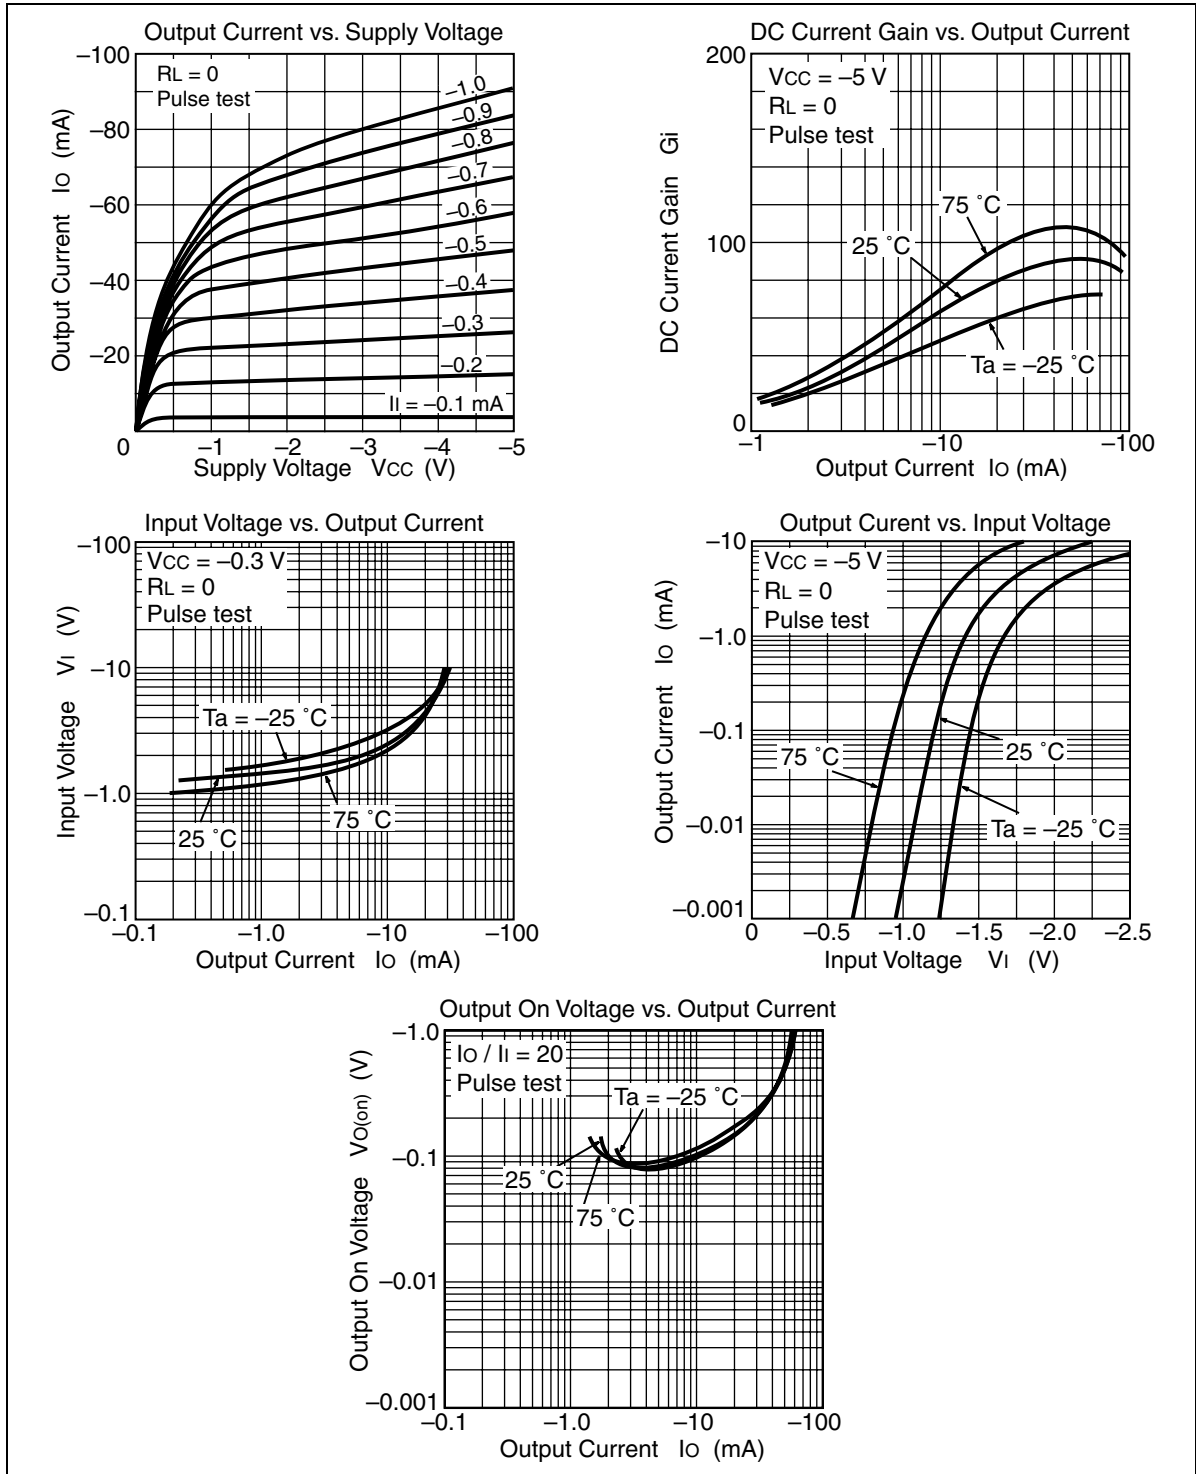 Output Current vs. Supply Voltage
–100
–80
–60
–40
–20
0
Output Current IO (mA)
RL = 0
Pulse test
–1.0
–0.9
–0.8
–0.7
–0.6
–0.5
–0.4
–0.3
–0.2
II = –0.1 mA
–1
–2
–3
–4
–5
Supply Voltage VCC (V)
DC Current Gain vs. Output Current
200
100
0
DC Current Gain Gi
VCC = –5 V
RL = 0
Pulse test
75 ˚C
25 ˚C
Ta = –25 ˚C
–1
–10
–100
Output Current IO (mA)
Input Voltage vs. Output Current
–100
–10
–1.0
–0.1
Input Voltage VI (V)
VCC = –0.3 V
RL = 0
Pulse test
Ta = –25 ˚C
25 ˚C
75 ˚C
–0.1
–1.0
–10
–100
Output Current IO (mA)
Output Curent vs. Input Voltage
–10
–1.0
–0.1
–0.01
–0.001
Output Current IO (mA)
VCC = –5 V
RL = 0
Pulse test
75 ˚C
25 ˚C
Ta = –25 ˚C
0
–0.5
–1.0
–1.5
–2.0
–2.5
Input Voltage VI (V)
Output On Voltage vs. Output Current
–1.0
–0.1
–0.01
–0.001
Output On Voltage VO(on) (V)
IO / II = 20
Pulse test
Ta = –25 ˚C
25 ˚C
75 ˚C
–0.1
–1.0
–10
–100
Output Current IO (mA)